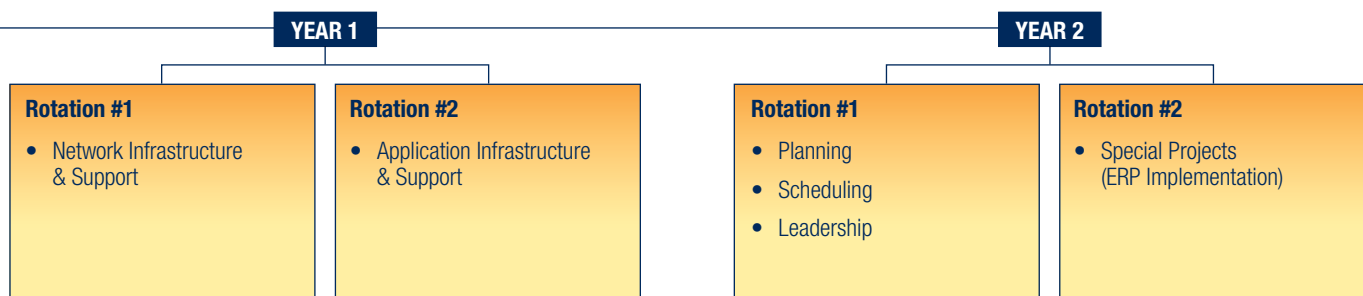 YEAR 1
Rotation #1
• Network Infrastructure
& Support
Rotation #2
• Application Infrastructure
& Support
YEAR 2
Rotation #1
• Planning
• Scheduling
• Leadership
Rotation #2
• Special Projects
(ERP Implementation)